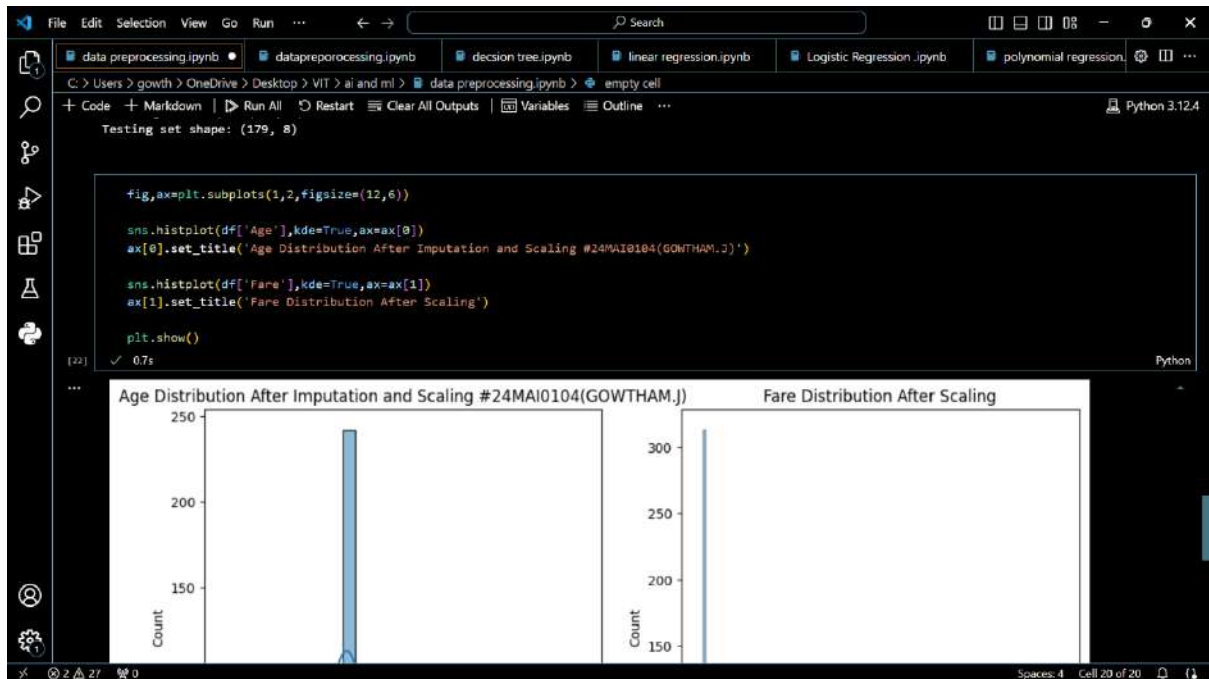 File Edit Selection View Go Run ··· Search
data preprocessing.ipynb datapreporocessing.ipynb decsion tree.ipynb linear regression.ipynb Logistic Regression .ipynb polynomial regression.
C: > Users > gowth > OneDrive > Desktop > VIT > ai and ml > data preprocessing.ipynb > empty cell
+ Code + Markdown | Run All Restart Clear All Outputs | Variables Outline ··· Python 3.12.4
Testing set shape: (179, 8)
fig,ax=plt.subplots(1,2,figsize=(12,6))
sns.histplot(df['Age'],kde=True,ax=ax[0])
ax[0].set_title('Age Distribution After Imputation and Scaling #24MAI0104(GOWTHAM.J)')
sns.histplot(df['Fare'],kde=True,ax=ax[1])
ax[1].set_title('Fare Distribution After Scaling')
plt.show()
[22] ✓ 0.7s Python
Age Distribution After Imputation and Scaling #24MAI0104(GOWTHAM.J) Fare Distribution After Scaling
250
300
200
250
150
200
Count
Count
150
2 27 0 Spaces: 4 Cell 20 of 20